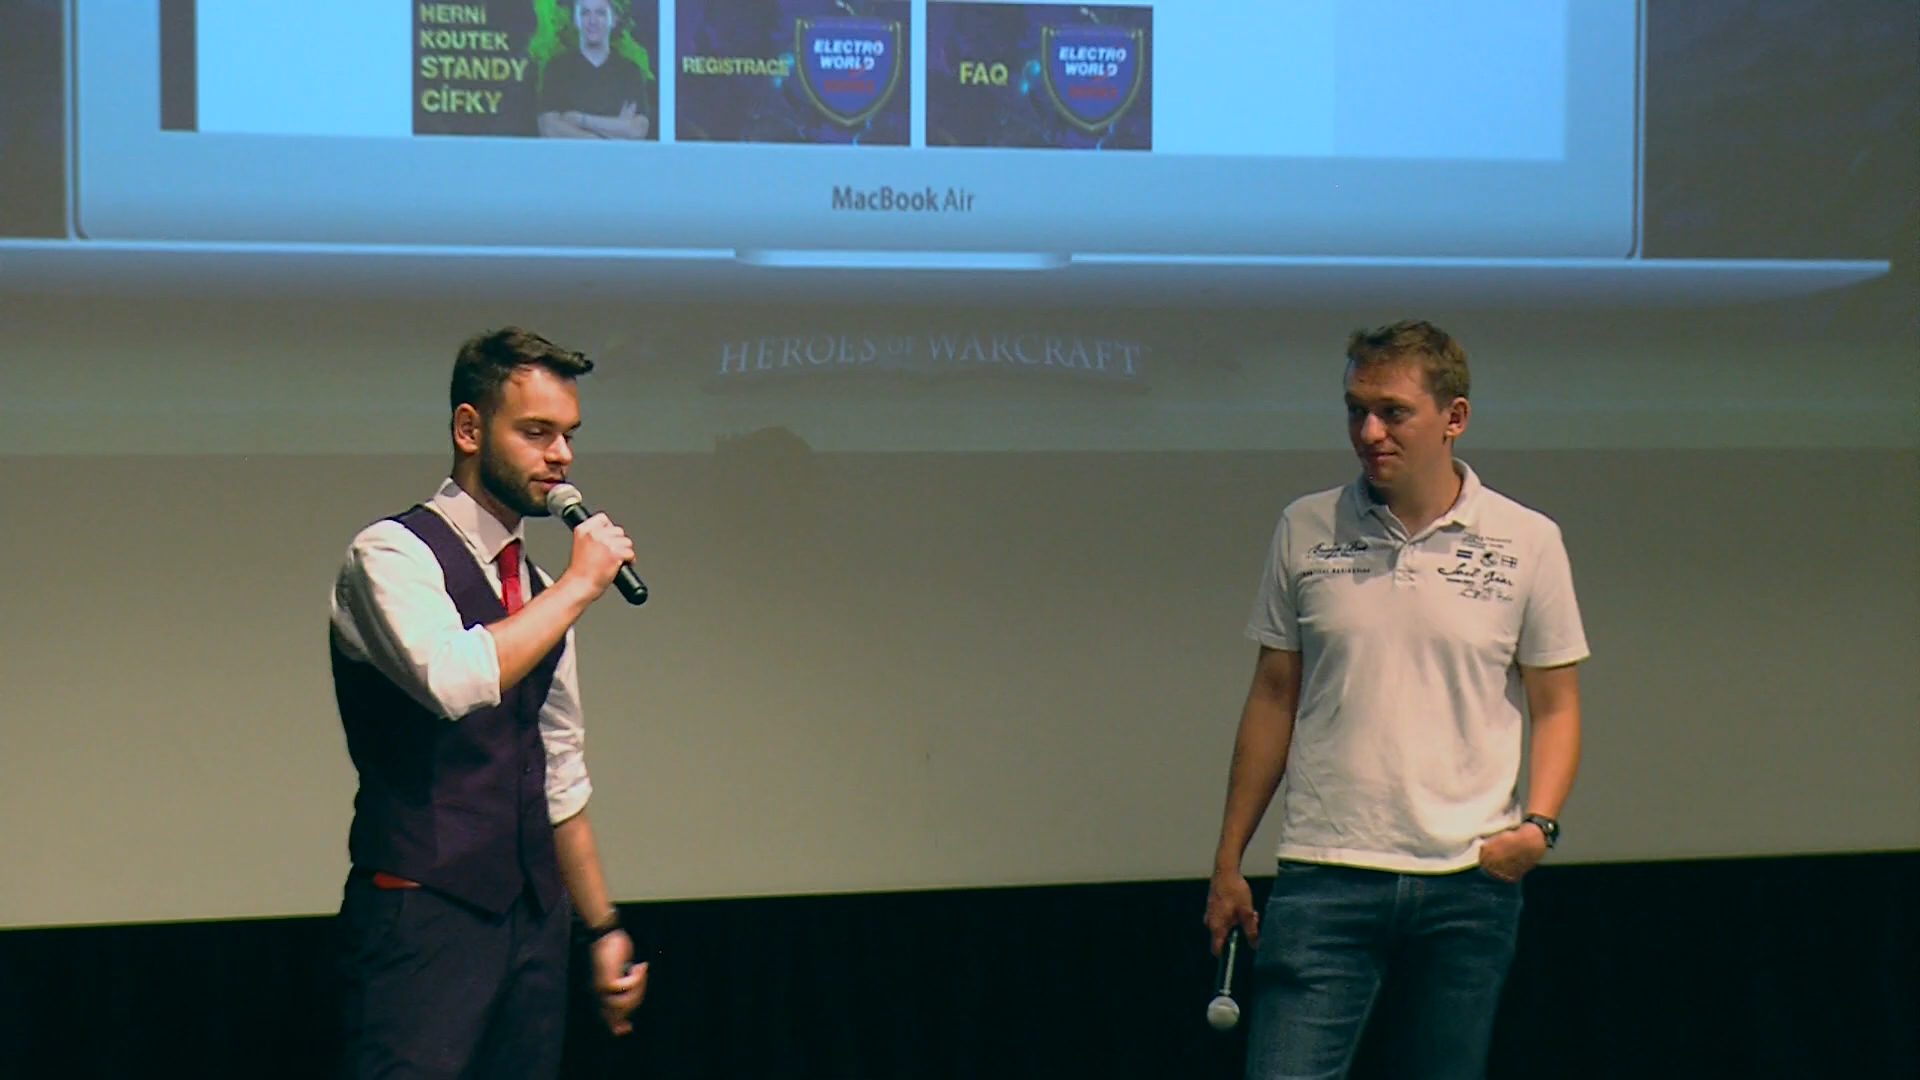 HERNÍ
KOUTEK
STANDY
CÍFKY
REGISTRACE
ELECTRO
WORLD
FAQ
ELECTRO
WORLD
MacBook Air
HEROES OF WARCRAFT